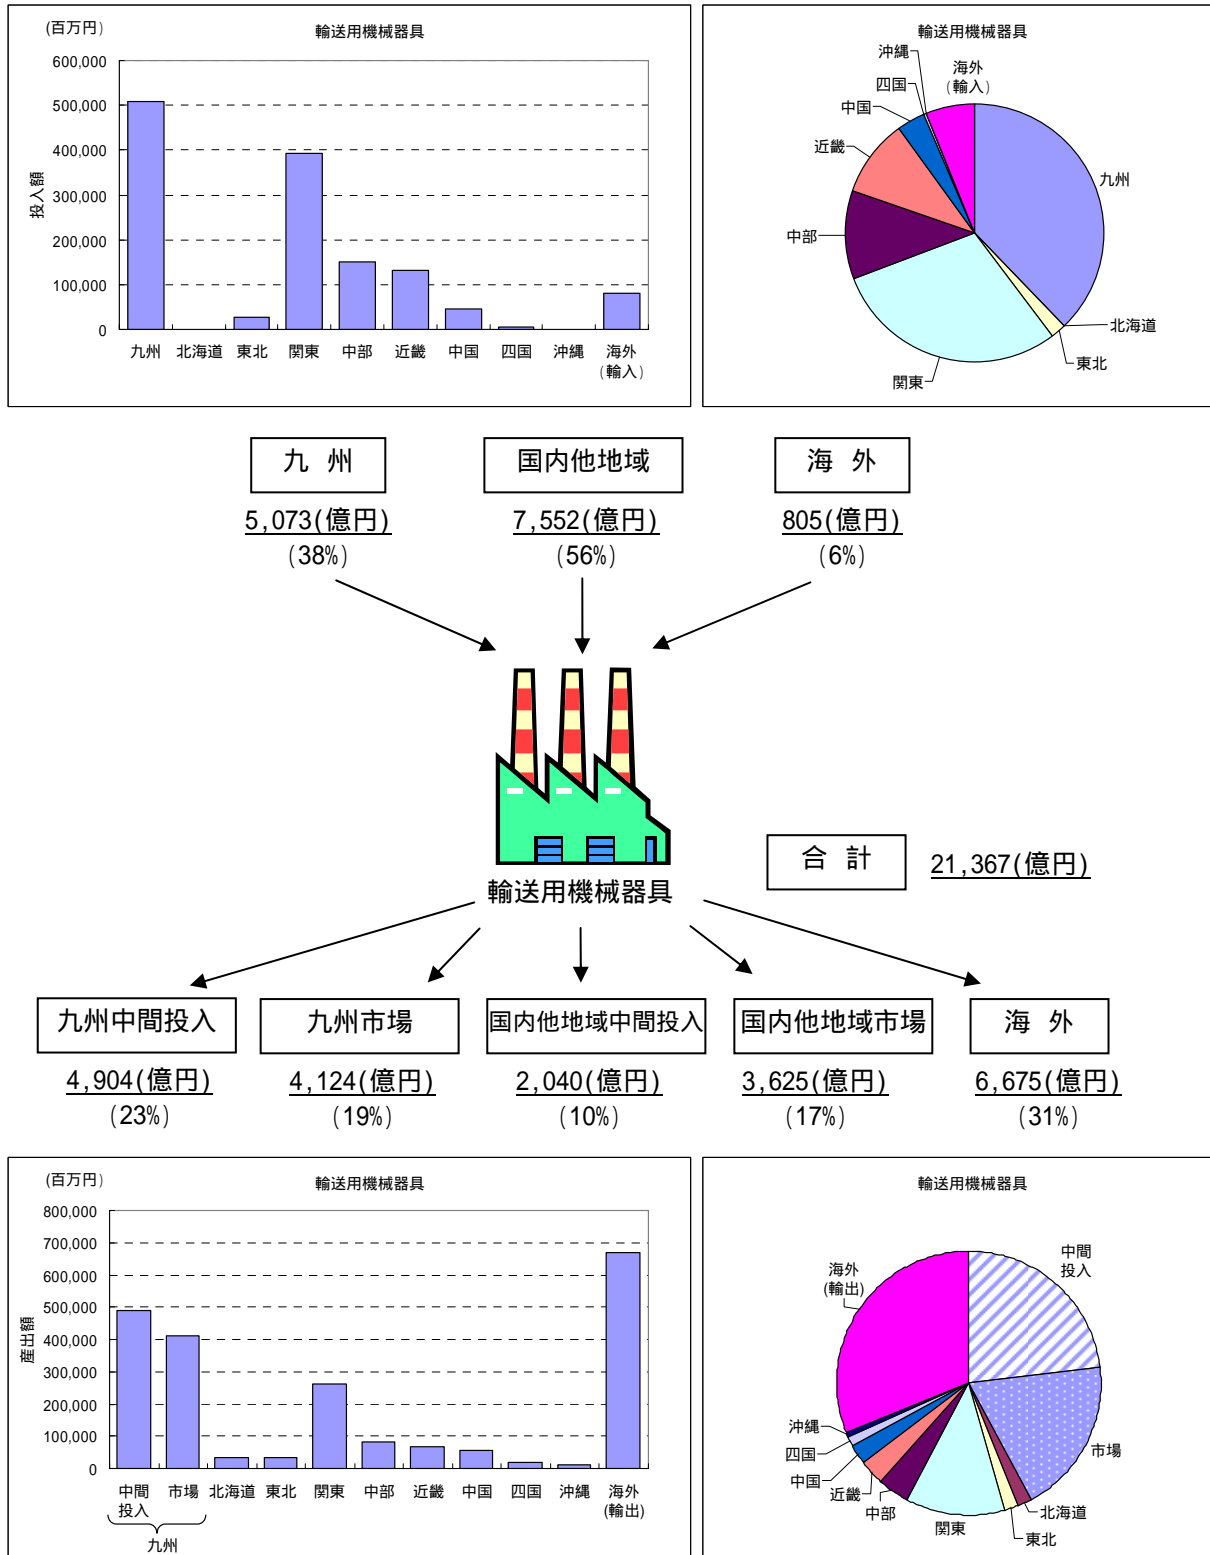 (百万円)
輸送用機械器具
600,000
500,000
400,000
300,000
200,000
100,000
0
投入額
九州 北海道 東北 関東 中部 近畿 中国 四国 沖縄 海外
(輸入)
輸送用機械器具
沖縄
海外
(輸入)
四国
中国
近畿
九州
中部
北海道
東北
関東
九 州 国内他地域 海 外
5,073(億円) 7,552(億円) 805(億円)
(38%) (56%) (6%)
合 計 21,367(億円)
輸送用機械器具
九州中間投入 九州市場 国内他地域中間投入 国内他地域市場 海 外
4,904(億円) 4,124(億円) 2,040(億円) 3,625(億円) 6,675(億円)
(23%) (19%) (10%) (17%) (31%)
(百万円)
輸送用機械器具
800,000
700,000
600,000
500,000
400,000
300,000
200,000
100,000
0
産出額
中間 市場 北海道 東北 関東 中部 近畿 中国 四国 沖縄 海外
投入 (輸出)
九州
輸送用機械器具
中間
投入
海外
(輸出)
沖縄
四国
中国
近畿
中部
関東
東北
北海道
市場